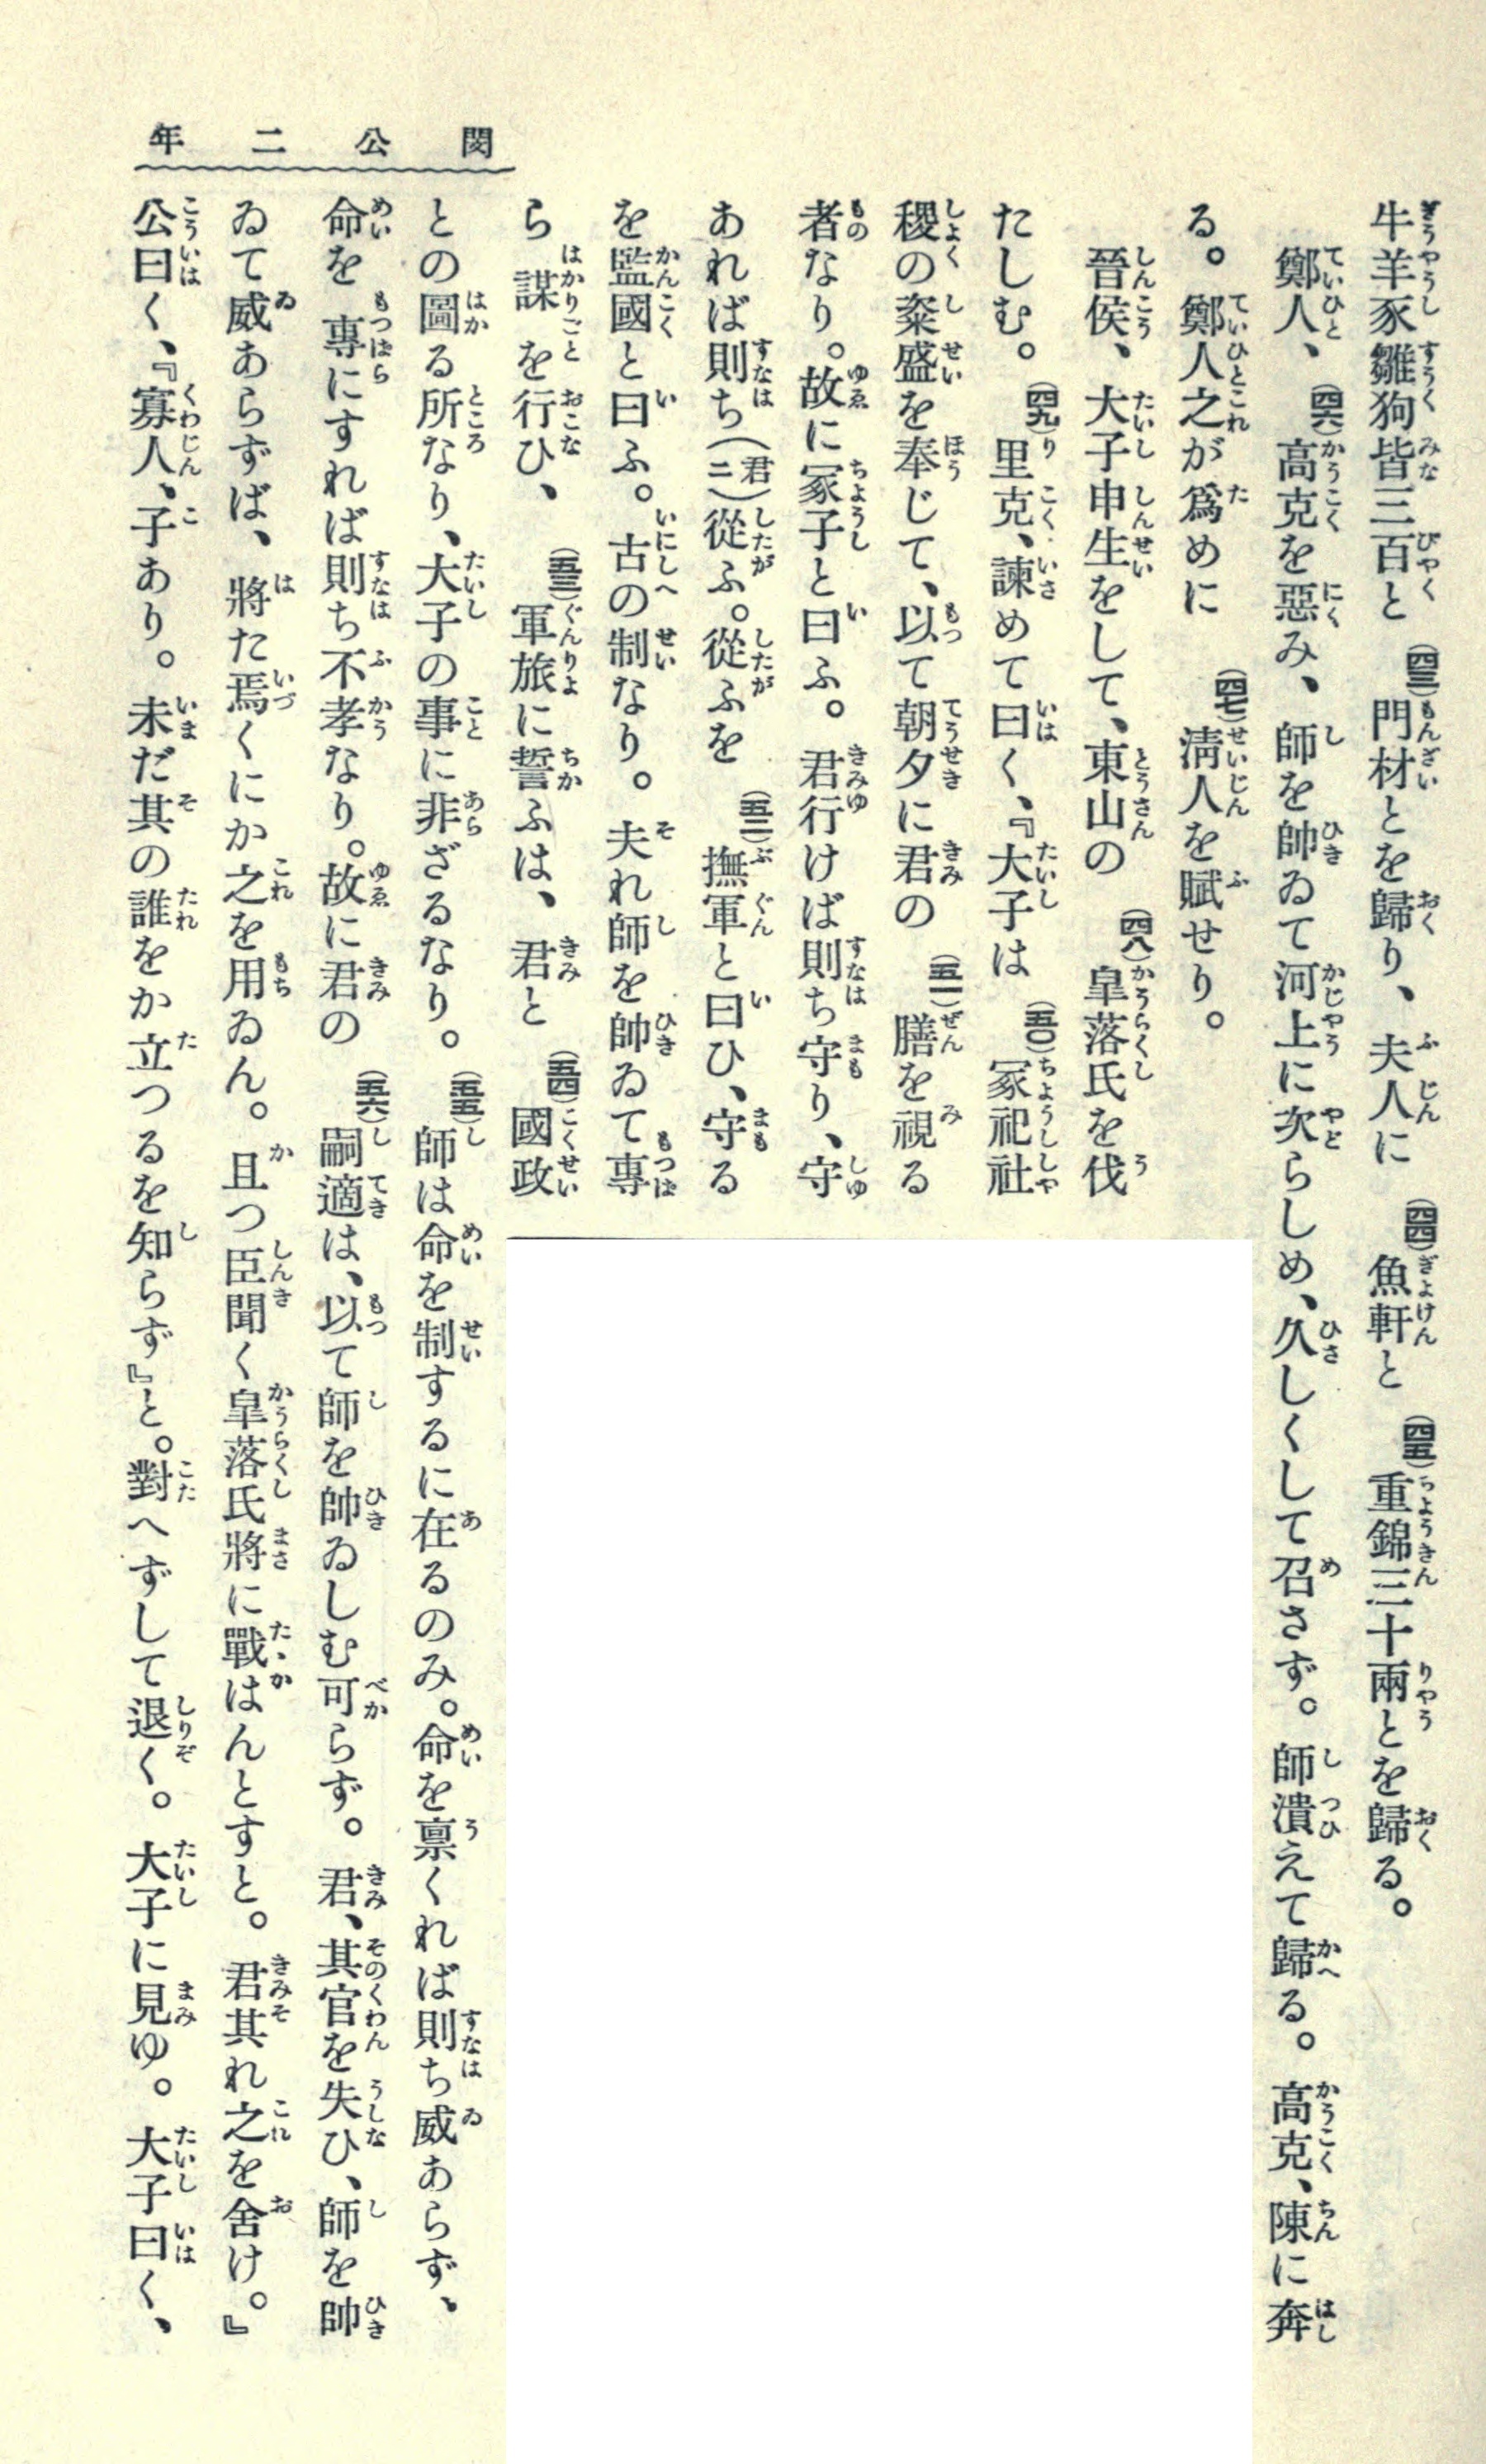 閔公二年
牛羊豕雞狗皆三百と(四三)門材とを歸り、夫人に(四四)魚軒と(四五)重錦三十兩とを歸る。
鄭人、(四六)高克を惡み、師を帥ゐて河上に次らしめ、久しくして召さず。師潰えて歸る。高克、陳に奔
る。鄭人之が爲めに(四七)淸人を賦せり。
晉侯、大子申生をして、東山の(四八)皐落氏を伐
たしむ。(四九)里克、諫めて曰く、『大子は(五〇)冢祀社
稷の粢盛を奉じて、以て朝夕に君の(五一)膳を視る
者なり。故に冢子と曰ふ。君行けば則ち守り、守
あれば則ち(君ニ)從ふ。從ふを(五二)撫軍と曰ひ、守る
を監國と曰ふ。古の制なり。夫れ師を帥ゐて專
ら謀を行ひ、(五三)軍旅に誓ふは、君と(五四)國政
との圖る所なり、大子の事に非ざるなり。(五五)師は命を制するに在るのみ。命を禀くれば則ち威あらず、
命を專にすれば則ち不孝なり。故に君の(五六)嗣適は、以て師を帥ゐしむ可らず。君、其官を失ひ、師を帥
ゐて威あらずば、將た焉くにか之を用ゐん。且つ臣聞く皐落氏將に戰はんとすと。君其れ之を舍け。』
公曰く、『寡人、子あり。未だ其の誰をか立つるを知らず』と。對へずして退く。大子に見ゆ。大子曰く、